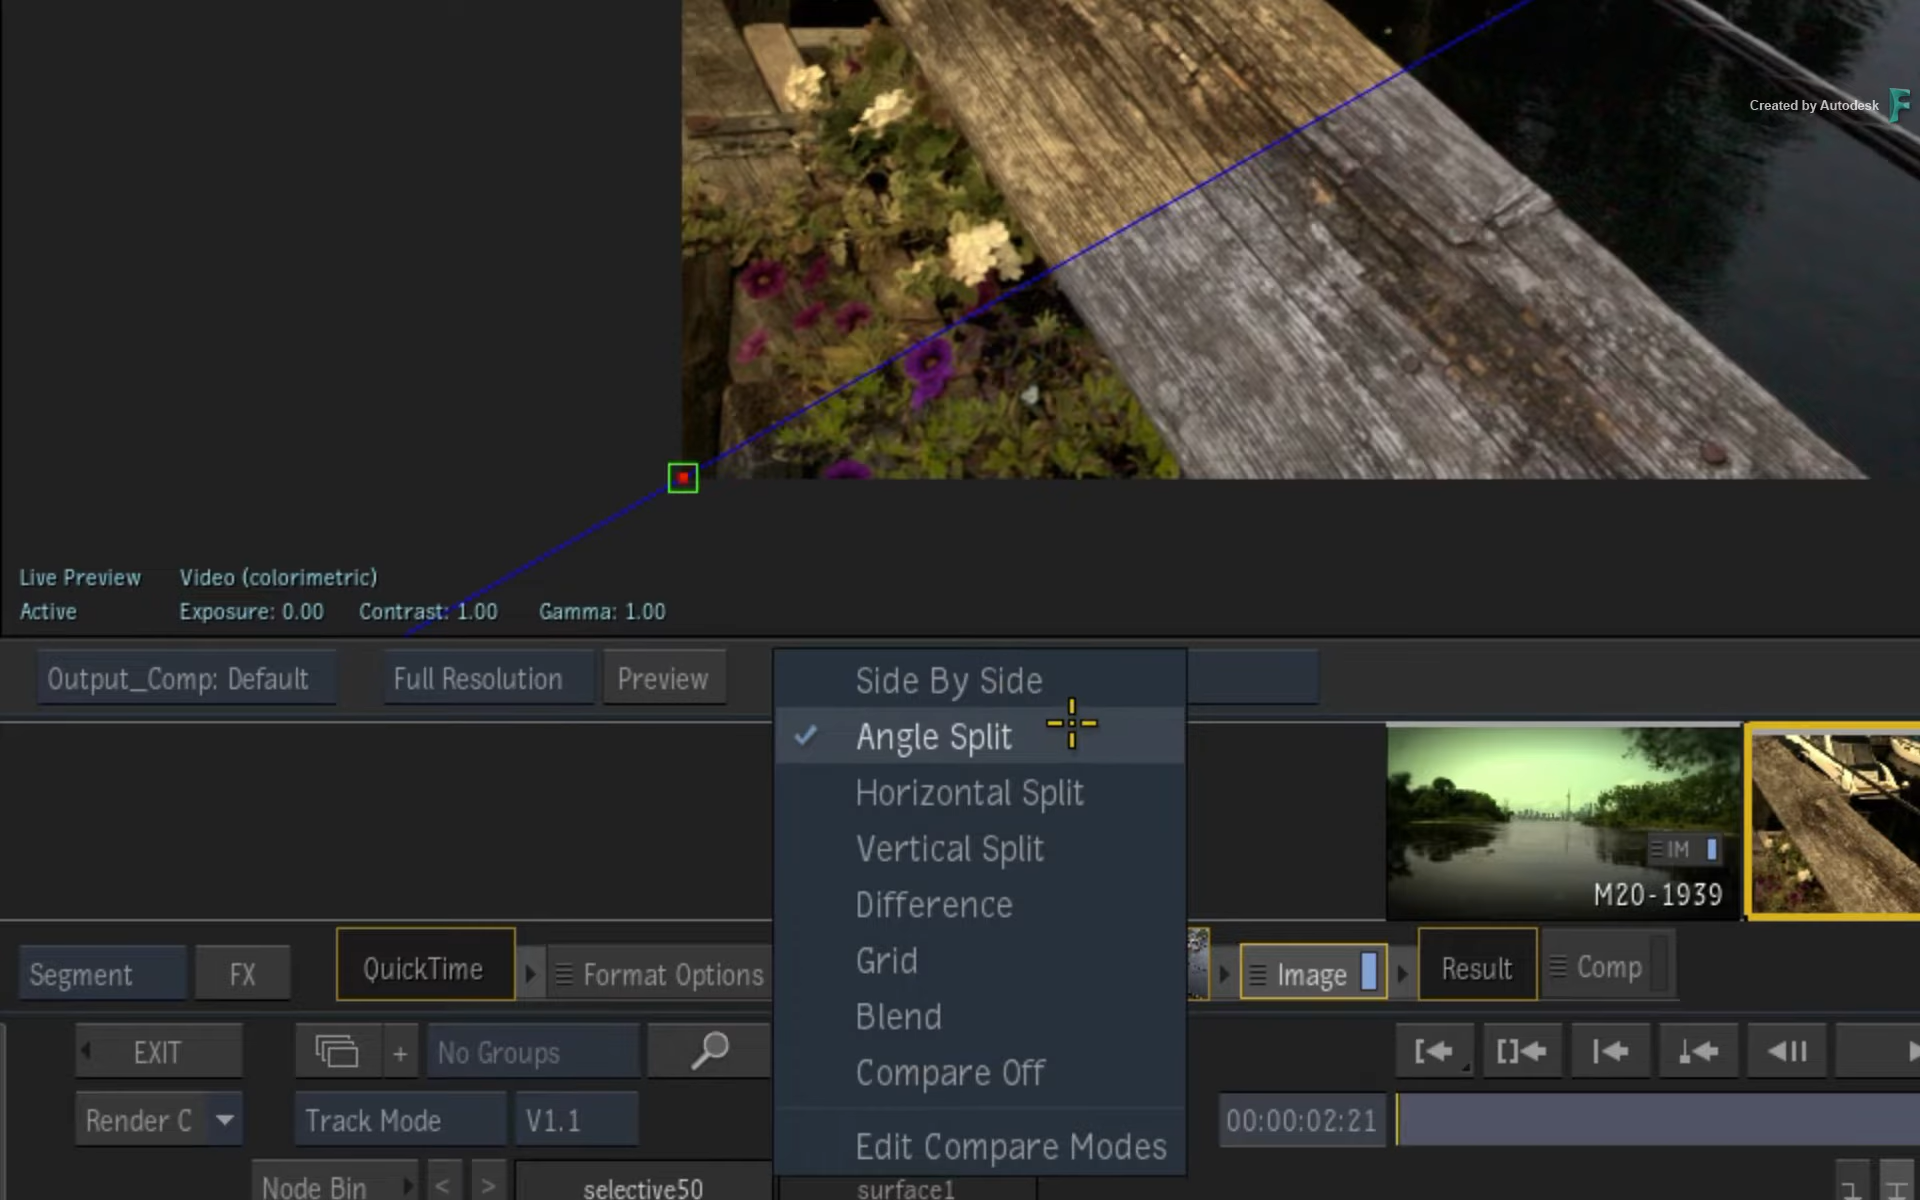 Created by Autodesk
Live Preview Video (colorimetric)
Active Exposure: 0.00 Contrast: 1.00 Gamma: 1.00
Output_Comp: Default Full Resolution Preview
Side By Side
Angle Split
Horizontal Split
Vertical Split
Difference
Grid
Blend
Compare Off
Edit Compare Modes
IM
M20-1939
Segment FX QuickTime Format Options Image Result Comp
EXIT + No Groups
Render C Track Mode V1.1 00:00:02:21
Node Bin < > selective50 surface1